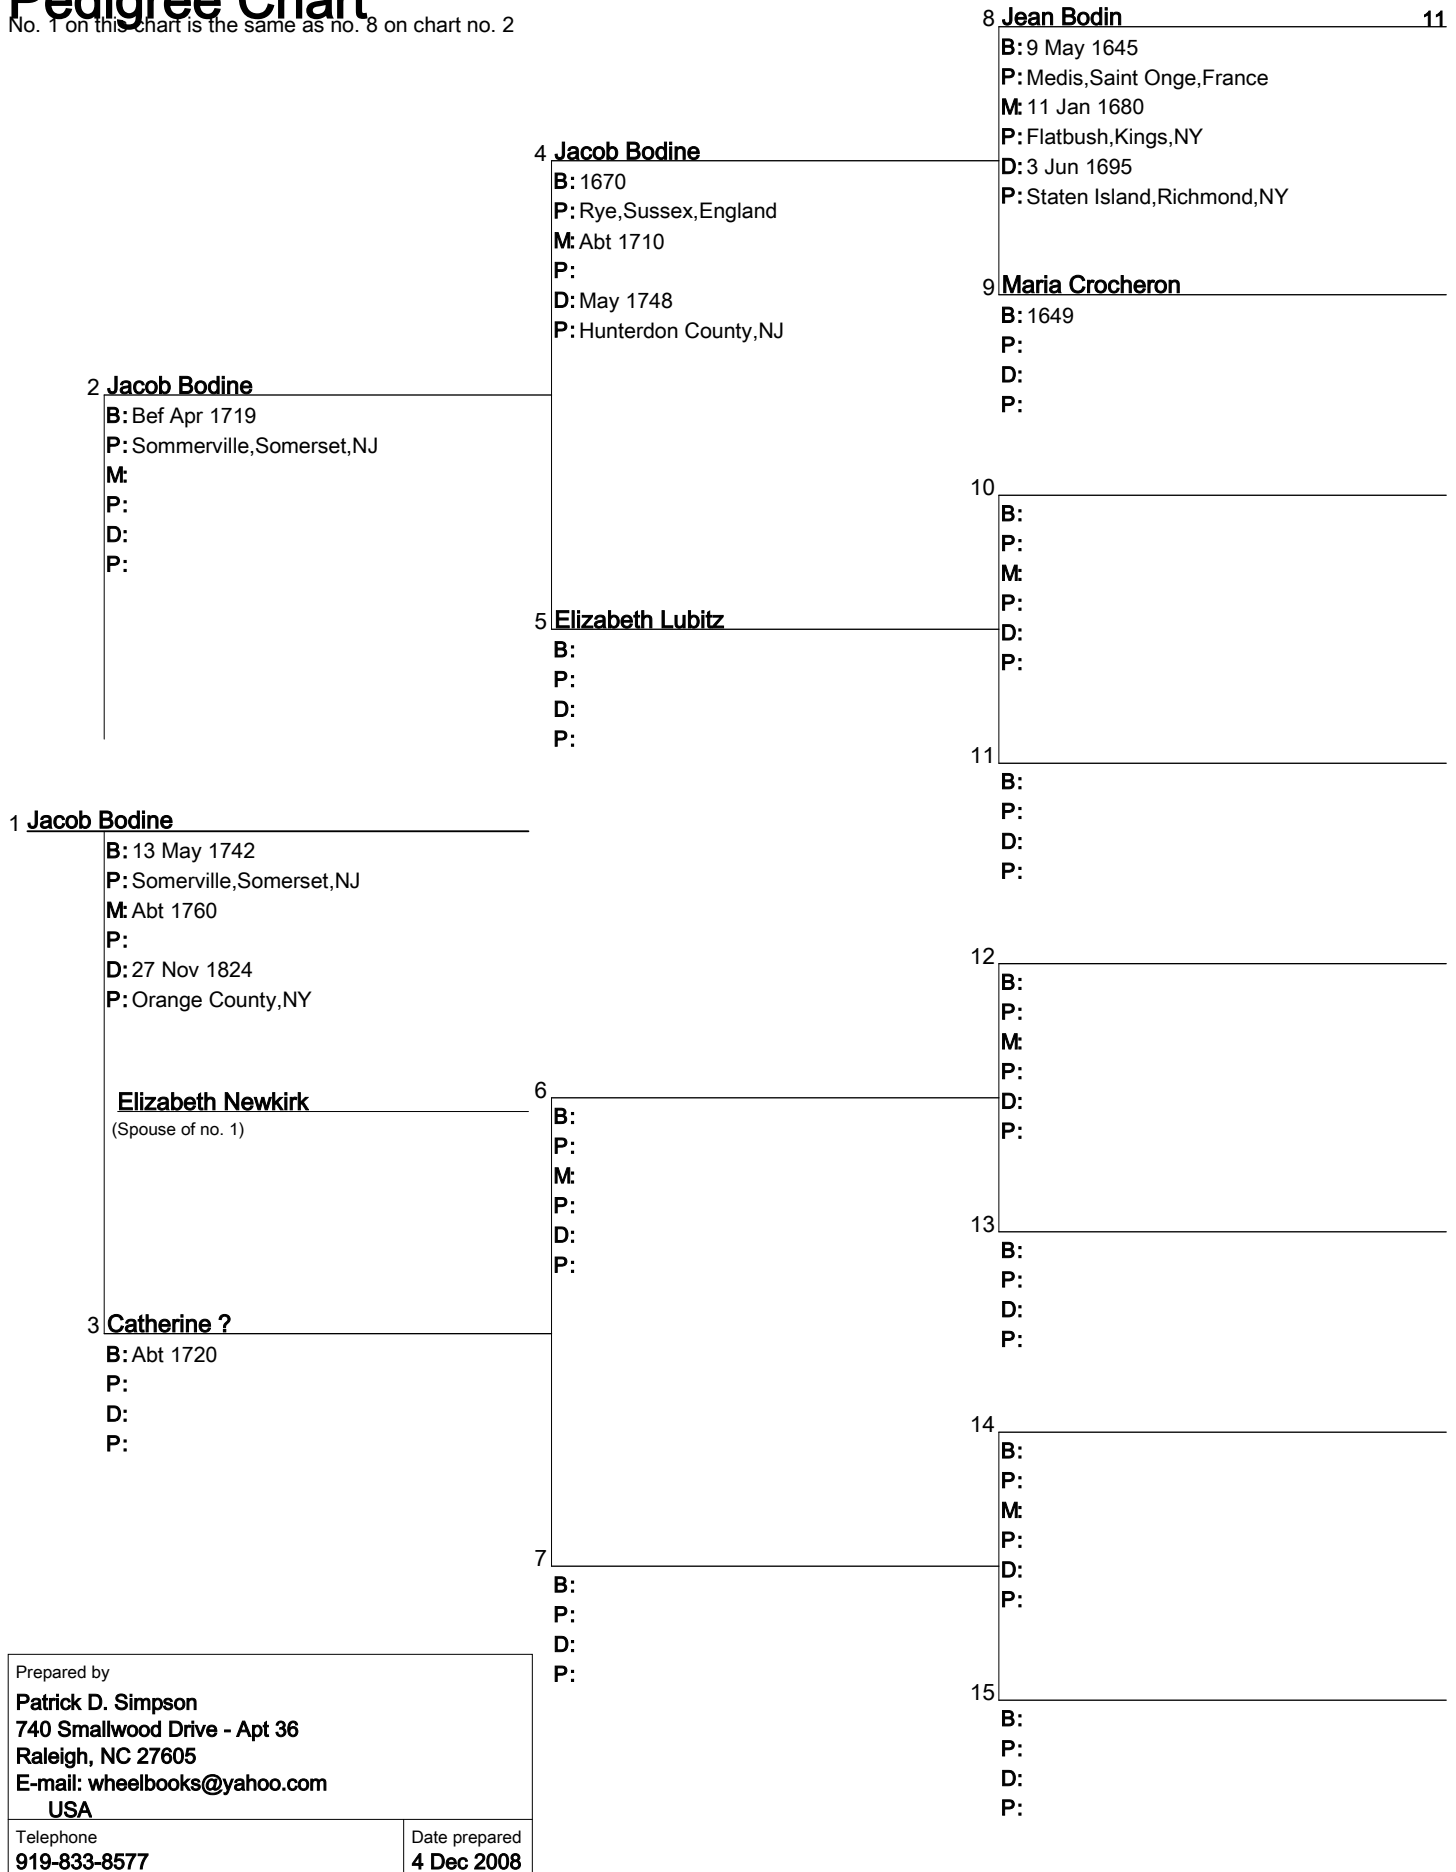 Pedigree Chart
No. 1 on this chart is the same as no. 8 on chart no. 2
8 Jean Bodin 11
B: 9 May 1645
P: Medis,Saint Onge,France
M: 11 Jan 1680
P: Flatbush,Kings,NY
D: 3 Jun 1695
P: Staten Island,Richmond,NY
4 Jacob Bodine
B: 1670
P: Rye,Sussex,England
M: Abt 1710
P:
D: May 1748
P: Hunterdon County,NJ
9 Maria Crocheron
B: 1649
P:
D:
P:
2 Jacob Bodine
B: Bef Apr 1719
P: Sommerville,Somerset,NJ
M:
P:
D:
P:
10
B:
P:
M:
P:
D:
P:
5 Elizabeth Lubitz
B:
P:
D:
P:
11
B:
P:
D:
P:
1 Jacob Bodine
B: 13 May 1742
P: Somerville,Somerset,NJ
M: Abt 1760
P:
D: 27 Nov 1824
P: Orange County,NY
12
B:
P:
M:
P:
D:
P:
Elizabeth Newkirk
(Spouse of no. 1)
6
B:
P:
M:
P:
D:
P:
13
B:
P:
D:
P:
3 Catherine ?
B: Abt 1720
P:
D:
P:
14
B:
P:
M:
P:
D:
P:
7
B:
P:
D:
P:
15
B:
P:
D:
P:
Prepared by
Patrick D. Simpson
740 Smallwood Drive - Apt 36
Raleigh, NC 27605
E-mail: wheelbooks@yahoo.com
USA
Telephone
919-833-8577
Date prepared
4 Dec 2008